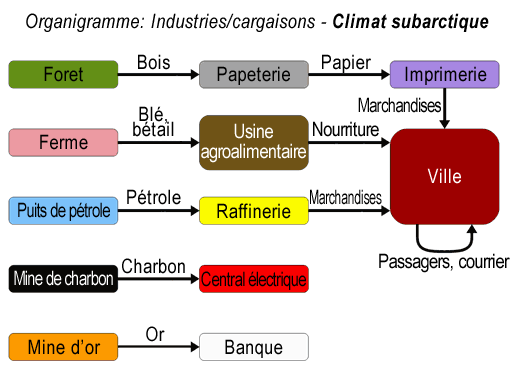 Organigramme: Industries/cargaisons - Climat subarctique
Foret
Bois
Papeterie
Papier
Imprimerie
Marchandises
Ferme
Blé,
bétail
Usine
agroalimentaire
Nourriture
Ville
Puits de pétrole
Pétrole
Raffinerie
Marchandises
Passagers, courrier
Mine de charbon
Charbon
Central électrique
Mine d'or
Or
Banque